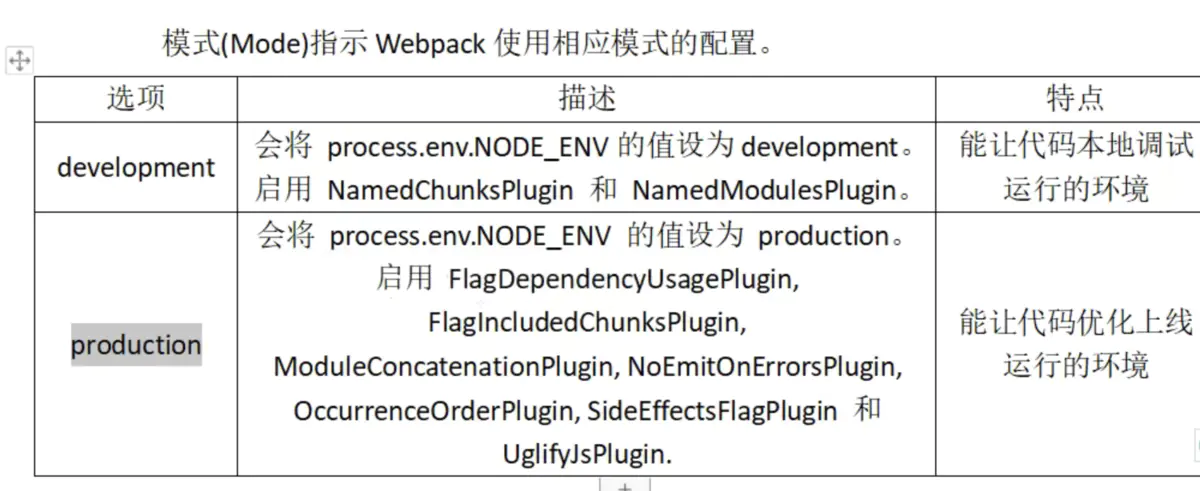 模式(Mode)指示 Webpack 使用相应模式的配置。
选项 描述 特点
development
会将 process.env.NODE_ENV 的值设为 development。
启用 NamedChunksPlugin 和 NamedModulesPlugin。
能让代码本地调试
运行的环境
production
会将 process.env.NODE_ENV 的值设为 production。
启用 FlagDependencyUsagePlugin,
FlagIncludedChunksPlugin,
ModuleConcatenationPlugin, NoEmitOnErrorsPlugin,
OccurrenceOrderPlugin, SideEffectsFlagPlugin 和
UglifyJsPlugin.
能让代码优化上线
运行的环境